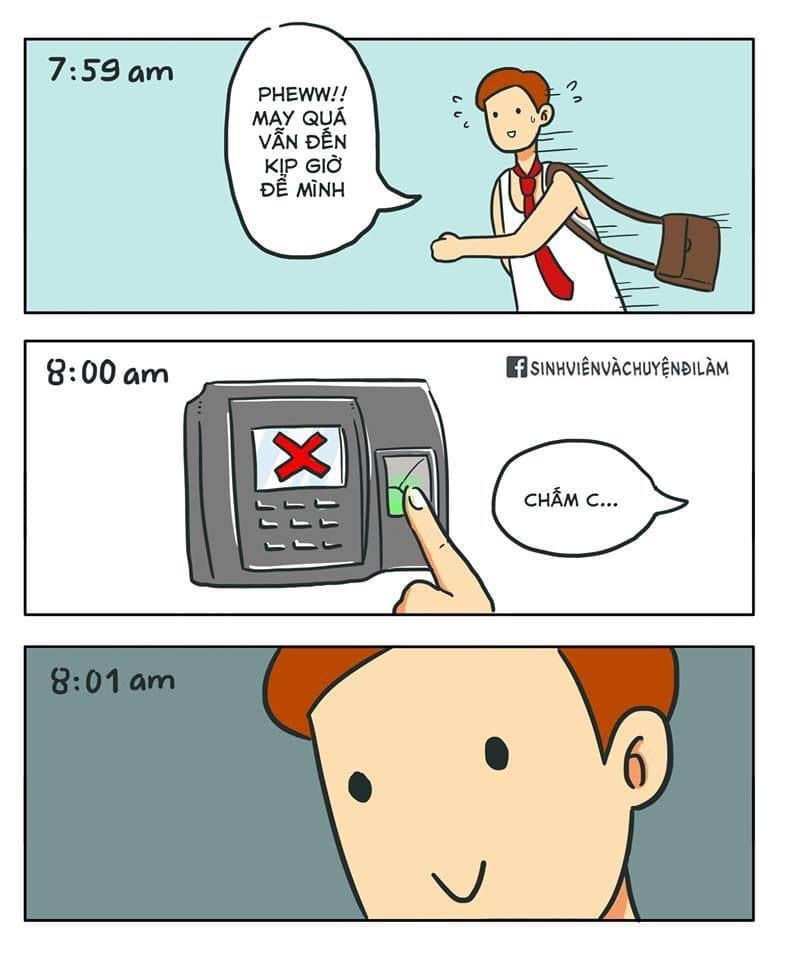 7:59 am
PHEWW!!
MAY QUÁ
VẪN ĐẾN
KỊP GIỜ
ĐỂ MÌNH
8:00 am
f SINHVIÊNVÀCHUYỆNĐILÀM
CHẤM C...
8:01 am